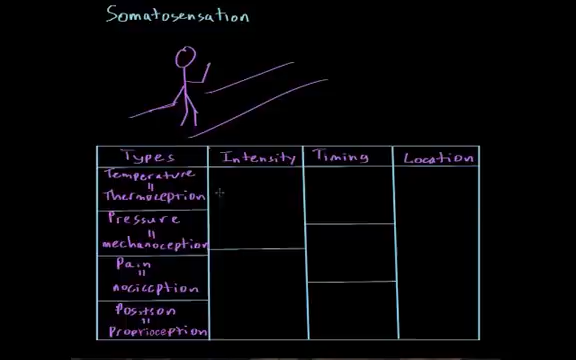 Somatosensation
Types Intensity Timing Location
Temperature
=
Thermoception
Pressure
=
mechanoception
Pain
=
nociception
Position
=
Proprioception